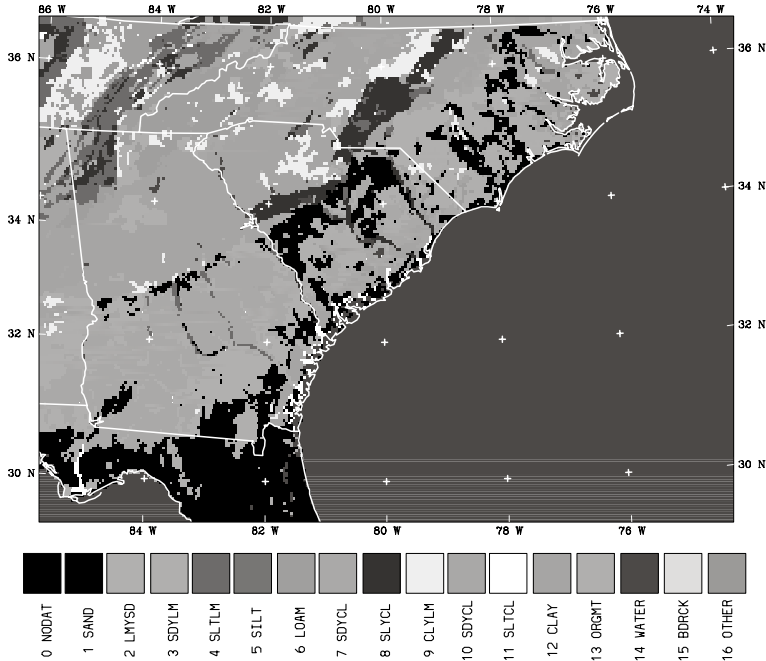 86 W 84 W 82 W 80 W 78 W 76 W 74 W
36 N 36 N
34 N 34 N
32 N 32 N
30 N 30 N
84 W 82 W 80 W 78 W 76 W
0 NODAT
1 SAND
2 LMYSD
3 SDYLM
4 SLTLM
5 SILT
6 LOAM
7 SDYCL
8 SLYCL
9 CLYLM
10 SDYCL
11 SLTCL
12 CLAY
13 ORGMT
14 WATER
15 BDRCK
16 OTHER